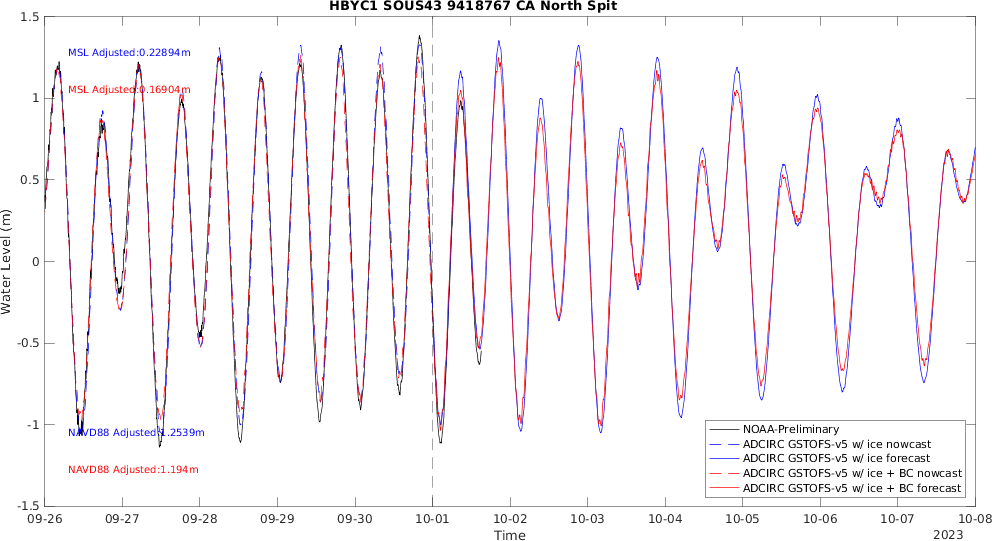 HBYC1 SOUS43 9418767 CA North Spit
1.5
1
0.5
0
-0.5
-1
-1.5
Water Level (m)
MSL Adjusted:0.22894m
MSL Adjusted:0.16904m
NAVD88 Adjusted:1.2539m
NAVD88 Adjusted:1.194m
NOAA-Preliminary
ADCIRC GSTOFS-v5 w/ ice nowcast
ADCIRC GSTOFS-v5 w/ ice forecast
ADCIRC GSTOFS-v5 w/ ice + BC nowcast
ADCIRC GSTOFS-v5 w/ ice + BC forecast
09-26 09-27 09-28 09-29 09-30 10-01 10-02 10-03 10-04 10-05 10-06 10-07 10-08
Time
2023